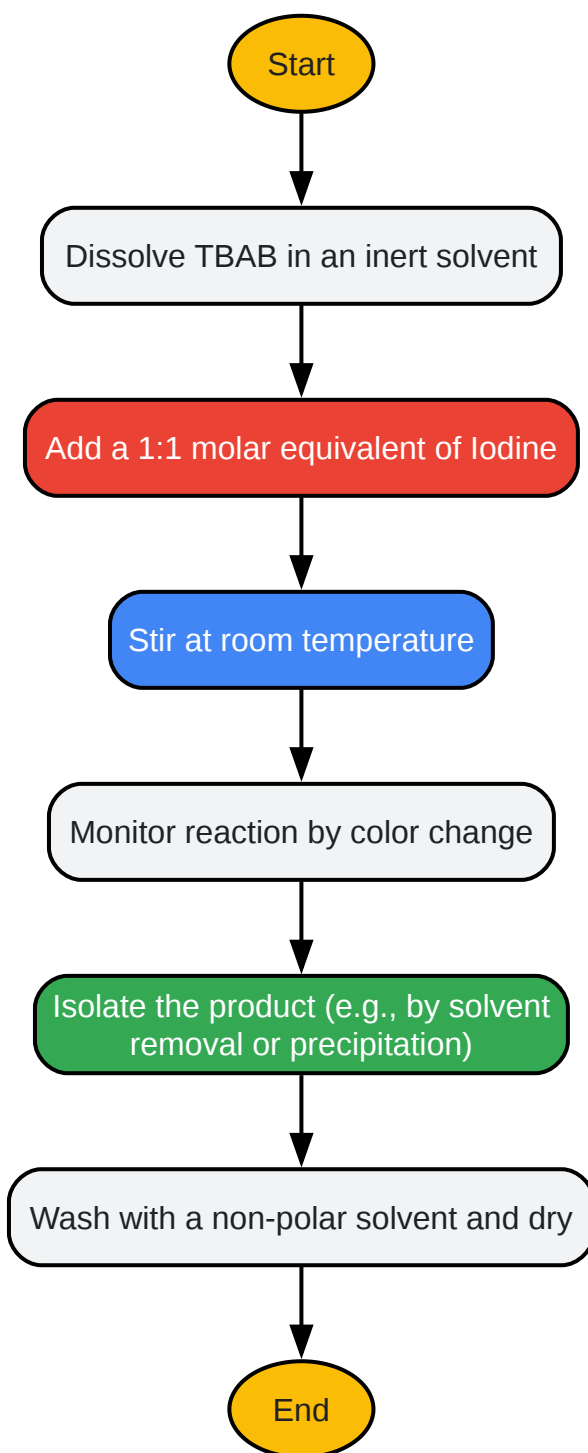 Start
Dissolve TBAB in an inert solvent
Add a 1:1 molar equivalent of Iodine
Stir at room temperature
Monitor reaction by color change
Isolate the product (e.g., by solvent
removal or precipitation)
Wash with a non-polar solvent and dry
End